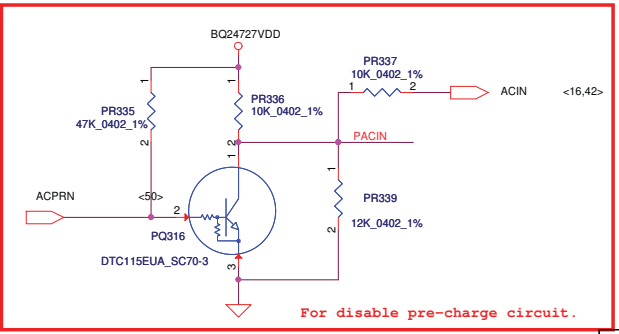 BQ24727VDD
PR337
10K_0402_1%
1
2
ACIN
<16,42>
1
1
PR335
47K_0402_1%
PR336
10K_0402_1%
2
2
PACIN
1
1
ACPRN
<50>
2
PR339
12K_0402_1%
2
PQ316
DTC115EUA_SC70-3
3
For disable pre-charge circuit.